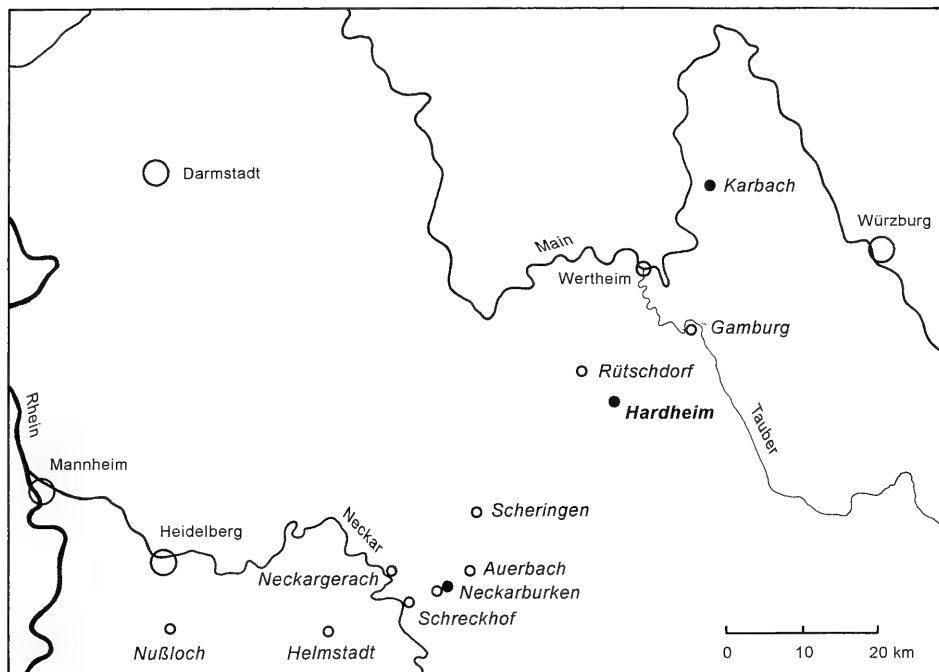 Darmstadt
Karbach
Würzburg
Main
Wertheim
Gamburg
Rütschdorf
Hardheim
Rhein
Tauber
Mannheim
Scheringen
Heidelberg
Neckar
Neckargerach
Auerbach
Neckarburken
Schreckhof
Nußloch
Helmstadt
0 10 20 km